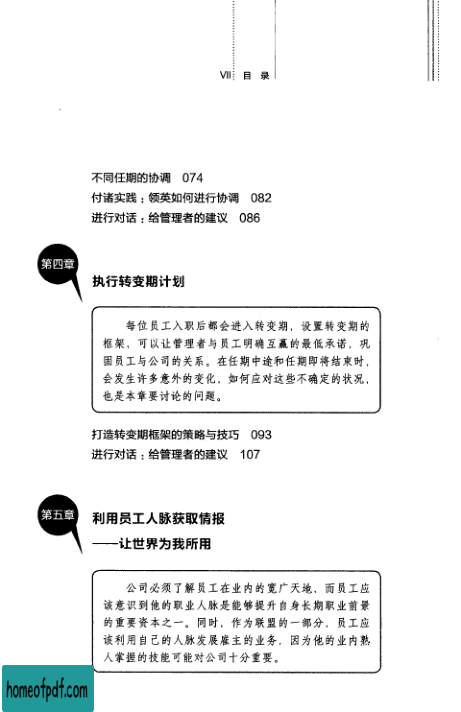 VII 目 录
不同任期的协调 074
付诸实践：领英如何进行协调 082
进行对话：给管理者的建议 086
第四章
执行转变期计划
每位员工入职后都会进入转变期，设置转变期的
框架，可以让管理者与员工明确互赢的最低承诺，巩
固员工与公司的关系。在任期中途和任期即将结束时，
会发生许多意外的变化，如何应对这些不确定的状况，
也是本章要讨论的问题。
打造转变期框架的策略与技巧 093
进行对话：给管理者的建议 107
第五章
利用员工人脉获取情报
——让世界为我所用
公司必须了解员工在业内的宽广天地，而员工应
该意识到他的职业人脉是能够提升自身长期职业前景
的重要资本之一。同时，作为联盟的一部分，员工应
该利用自己的人脉发展雇主的业务，因为他的业内熟
人掌握的技能可能对公司十分重要。
homeofpdf.com